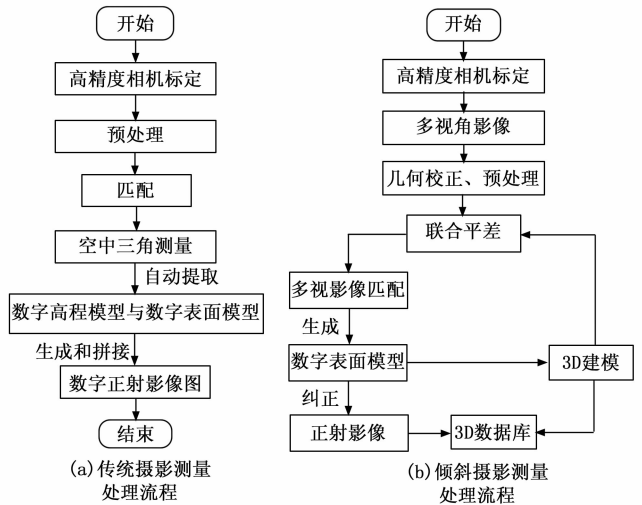 开始
高精度相机标定
预处理
匹配
空中三角测量
自动提取
数字高程模型与数字表面模型
生成和拼接
数字正射影像图
结束
(a)传统摄影测量
处理流程
开始
高精度相机标定
多视角影像
几何校正、预处理
联合平差
多视影像匹配
生成
数字表面模型
3D建模
纠正
正射影像
3D数据库
(b)倾斜摄影测量
处理流程